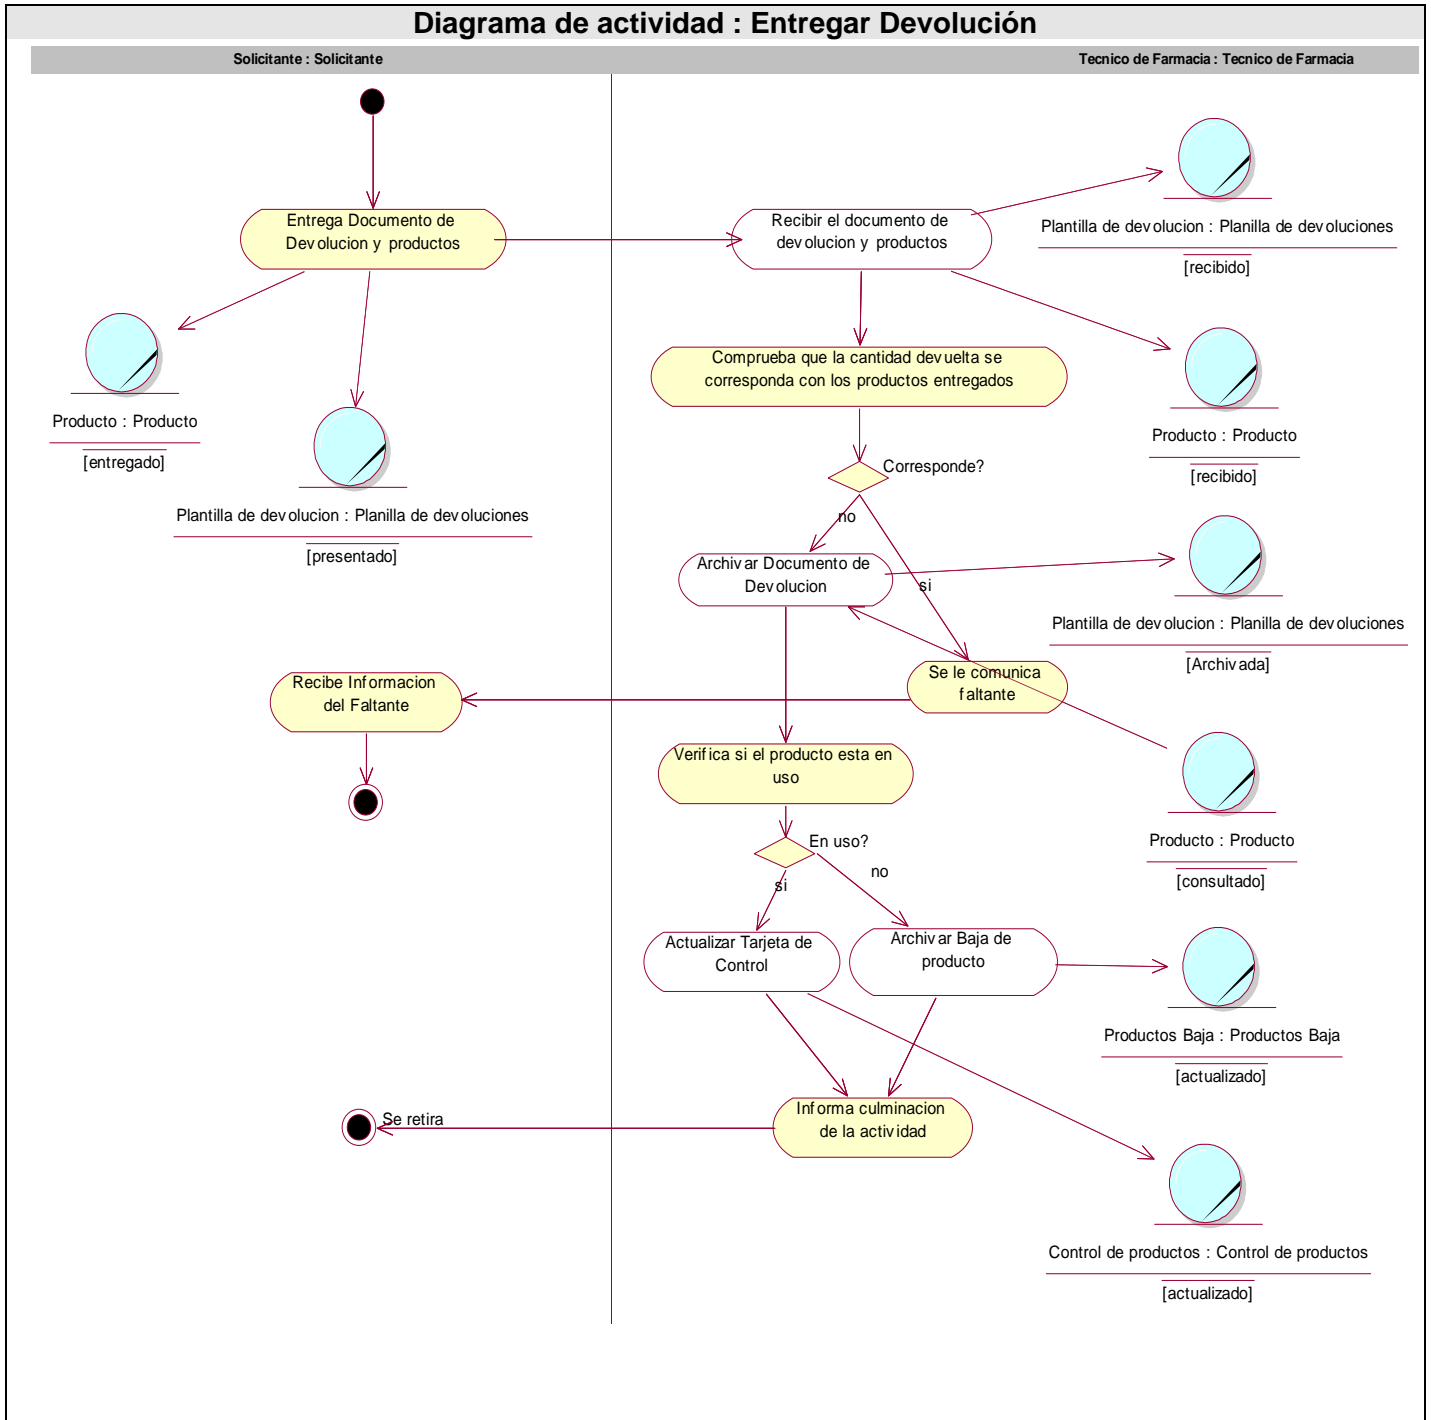 Diagrama de actividad : Entregar Devolución
Solicitante : Solicitante
Tecnico de Farmacia : Tecnico de Farmacia
Entrega Documento de
Devolucion y productos
Recibir el documento de
devolucion y productos
Plantilla de devolucion : Planilla de devoluciones
[recibido]
Comprueba que la cantidad devuelta se
corresponda con los productos entregados
Producto : Producto
[entregado]
Producto : Producto
[recibido]
Corresponde?
Plantilla de devolucion : Planilla de devoluciones
[presentado]
no
si
Archivar Documento de
Devolucion
Plantilla de devolucion : Planilla de devoluciones
[Archivada]
Recibe Informacion
del Faltante
Se le comunica
faltante
Verifica si el producto esta en
uso
En uso?
Producto : Producto
[consultado]
si
no
Actualizar Tarjeta de
Control
Archivar Baja de
producto
Productos Baja : Productos Baja
[actualizado]
Se retira
Informa culminacion
de la actividad
Control de productos : Control de productos
[actualizado]